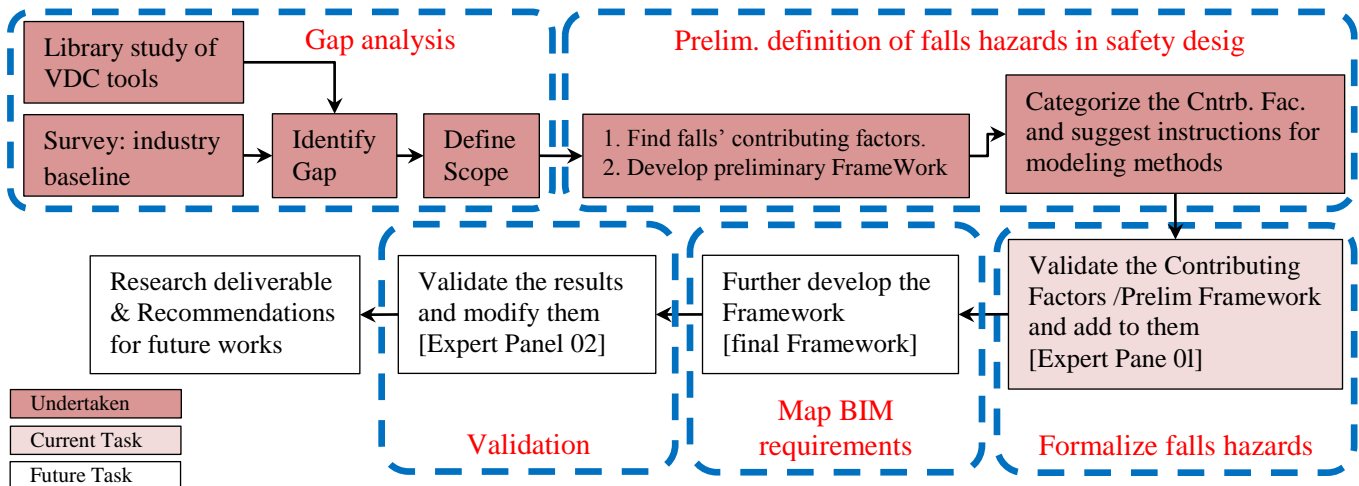 Gap analysis
Library study of
VDC tools
Survey: industry
baseline
Identify
Gap
Define
Scope
Prelim. definition of falls hazards in safety desig
1. Find falls’ contributing factors.
2. Develop preliminary FrameWork
Categorize the Cntrb. Fac.
and suggest instructions for
modeling methods
Validate the Contributing
Factors /Prelim Framework
and add to them
[Expert Pane 0l]
Formalize falls hazards
Further develop the
Framework
[final Framework]
Map BIM
requirements
Validate the results
and modify them
[Expert Panel 02]
Validation
Research deliverable
& Recommendations
for future works
Undertaken
Current Task
Future Task